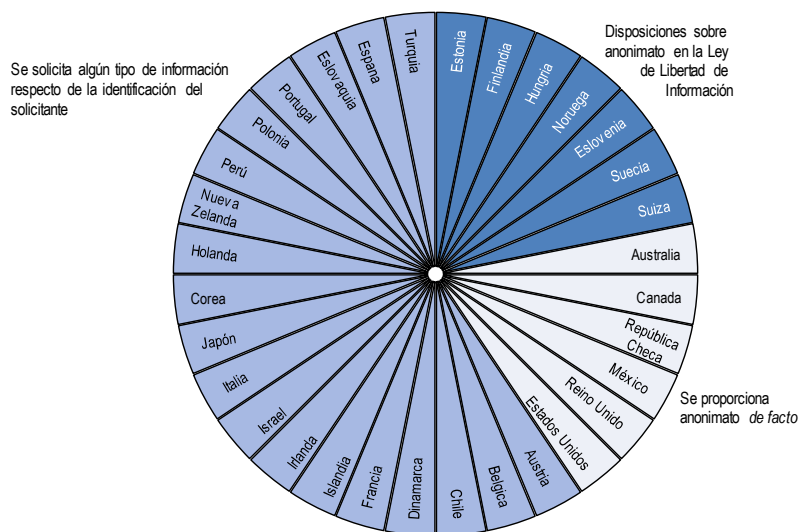 Se solicita algún tipo de información
respecto de la identificación del
solicitante
Disposiciones sobre
anonimato en la Ley
de Libertad de
Información
Estonia
Finlandia
Hungria
Noruega
Eslovenia
Suecia
Suiza
Australia
Canada
República
Checa
México
Reino Unido
Estados Unidos
Se proporciona
anonimato de facto
Austria
Belgica
Chile
Dinamarca
Francia
Islandia
Irlanda
Israel
Italia
Japón
Corea
Holanda
Nueva
Zelanda
Perú
Polonia
Portugal
Eslovaquia
Espana
Turquia